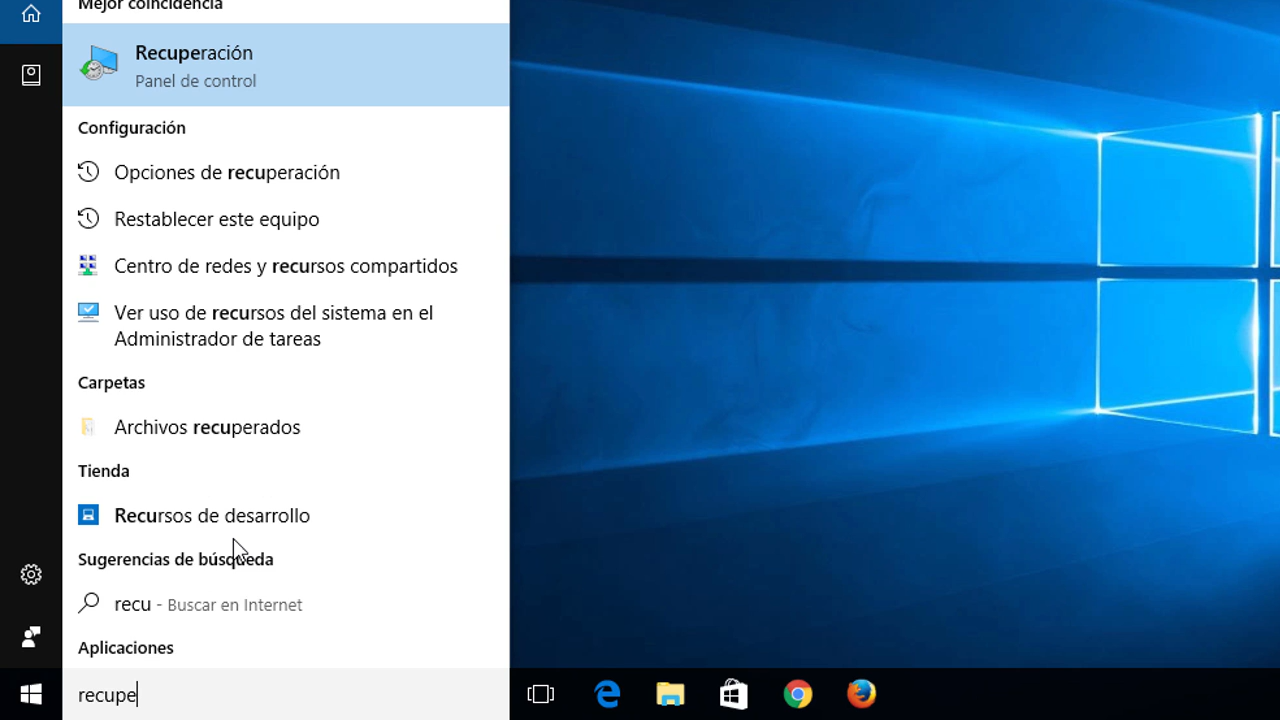 Mejor coincidencia
Recuperación
Panel de control
Configuración
Opciones de recuperación
Restablecer este equipo
Centro de redes y recursos compartidos
Ver uso de recursos del sistema en el
Administrador de tareas
Carpetas
Archivos recuperados
Tienda
Recursos de desarrollo
Sugerencias de búsqueda
recu - Buscar en Internet
Aplicaciones
recupe